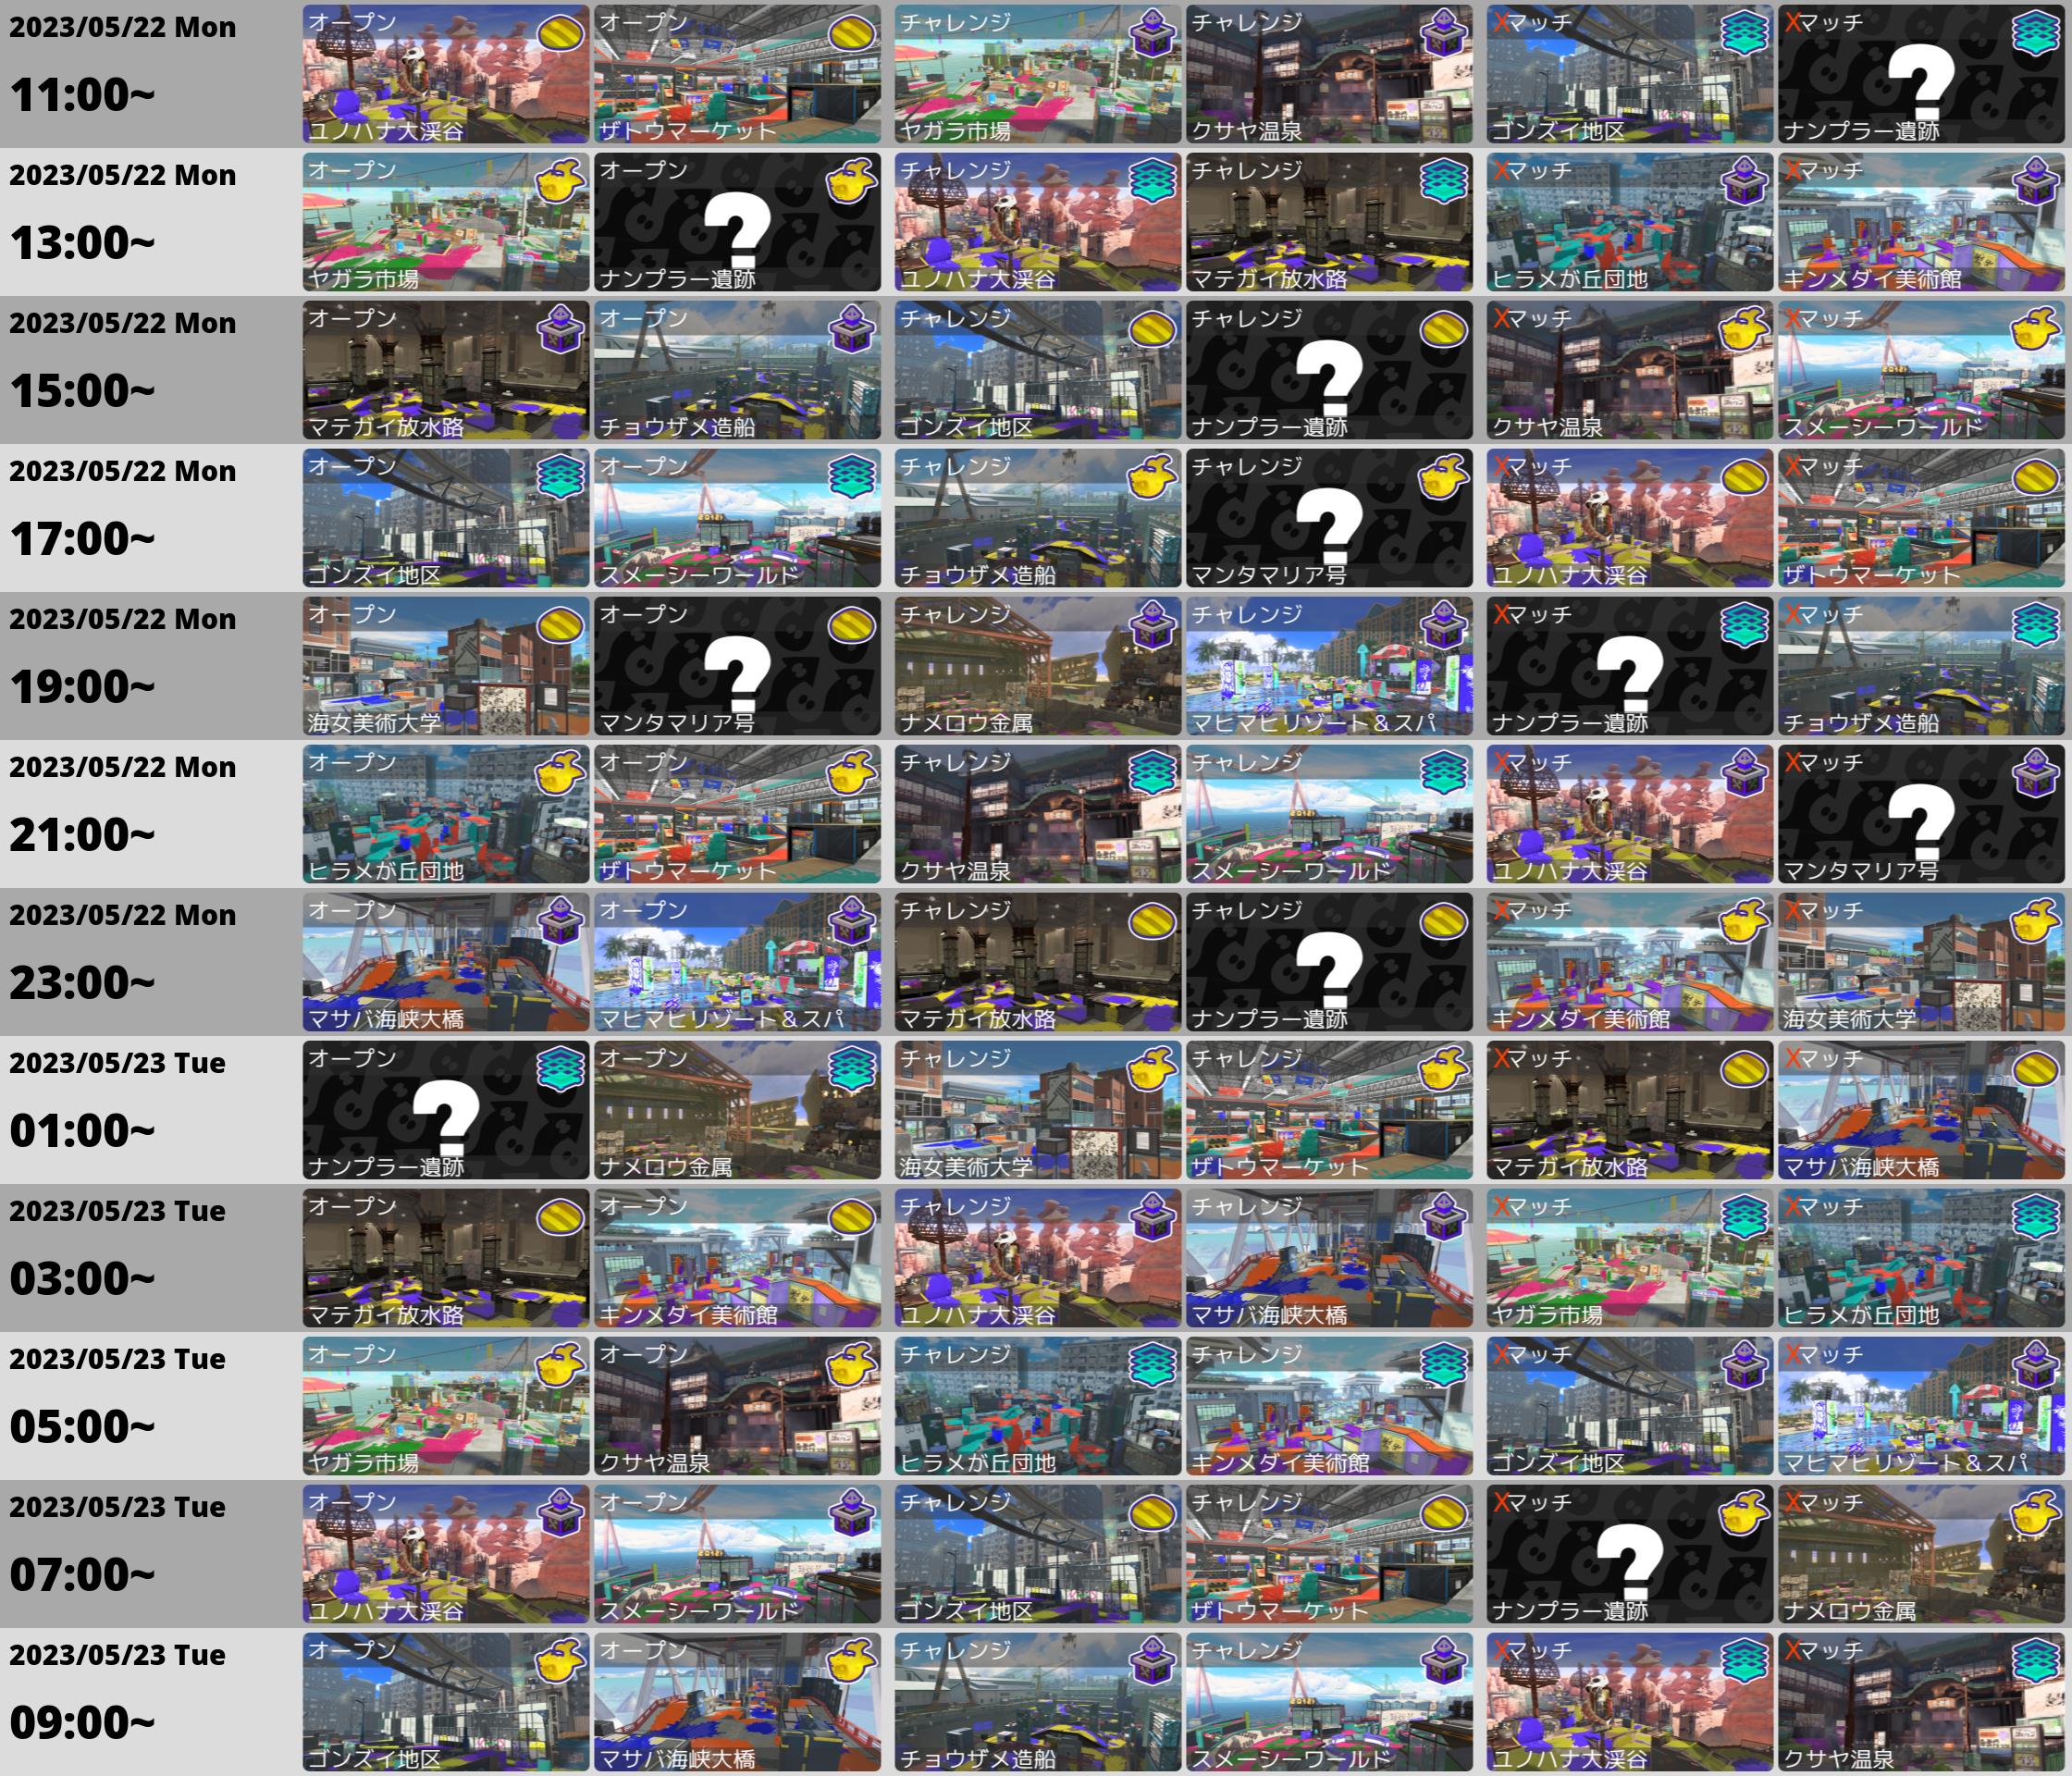 2023/05/22 Mon
11:00~
オープン
ユノハナ大渓谷
オープン
ザトウマーケット
チャレンジ
ヤガラ市場
チャレンジ
クサヤ温泉
Xマッチ
ゴンズイ地区
Xマッチ
ナンプラー遺跡
2023/05/22 Mon
13:00~
オープン
ヤガラ市場
オープン
ナンプラー遺跡
チャレンジ
ユノハナ大渓谷
チャレンジ
マテガイ放水路
Xマッチ
ヒラメが丘団地
Xマッチ
キンメダイ美術館
2023/05/22 Mon
15:00~
オープン
マテガイ放水路
オープン
チョウザメ造船
チャレンジ
ゴンズイ地区
チャレンジ
ナンプラー遺跡
Xマッチ
クサヤ温泉
Xマッチ
スメーシーワールド
2023/05/22 Mon
17:00~
オープン
ゴンズイ地区
オープン
スメーシーワールド
チャレンジ
チョウザメ造船
チャレンジ
マンタマリア号
Xマッチ
ユノハナ大渓谷
Xマッチ
ザトウマーケット
2023/05/22 Mon
19:00~
オープン
海女美術大学
オープン
マンタマリア号
チャレンジ
ナメロウ金属
チャレンジ
マヒマヒリゾート＆スパ
Xマッチ
ナンプラー遺跡
Xマッチ
チョウザメ造船
2023/05/22 Mon
21:00~
オープン
ヒラメが丘団地
オープン
ザトウマーケット
チャレンジ
クサヤ温泉
チャレンジ
スメーシーワールド
Xマッチ
ユノハナ大渓谷
Xマッチ
マンタマリア号
2023/05/22 Mon
23:00~
オープン
マサバ海峡大橋
オープン
マヒマヒリゾート＆スパ
チャレンジ
マテガイ放水路
チャレンジ
ナンプラー遺跡
Xマッチ
キンメダイ美術館
Xマッチ
海女美術大学
2023/05/23 Tue
01:00~
オープン
ナンプラー遺跡
オープン
ナメロウ金属
チャレンジ
海女美術大学
チャレンジ
ザトウマーケット
Xマッチ
マテガイ放水路
Xマッチ
マサバ海峡大橋
2023/05/23 Tue
03:00~
オープン
マテガイ放水路
オープン
キンメダイ美術館
チャレンジ
ユノハナ大渓谷
チャレンジ
マサバ海峡大橋
Xマッチ
ヤガラ市場
Xマッチ
ヒラメが丘団地
2023/05/23 Tue
05:00~
オープン
ヤガラ市場
オープン
クサヤ温泉
チャレンジ
ヒラメが丘団地
チャレンジ
キンメダイ美術館
Xマッチ
ゴンズイ地区
Xマッチ
マヒマヒリゾート＆スパ
2023/05/23 Tue
07:00~
オープン
ユノハナ大渓谷
オープン
スメーシーワールド
チャレンジ
ゴンズイ地区
チャレンジ
ザトウマーケット
Xマッチ
ナンプラー遺跡
Xマッチ
ナメロウ金属
2023/05/23 Tue
09:00~
オープン
ゴンズイ地区
オープン
マサバ海峡大橋
チャレンジ
チョウザメ造船
チャレンジ
スメーシーワールド
Xマッチ
ユノハナ大渓谷
Xマッチ
クサヤ温泉